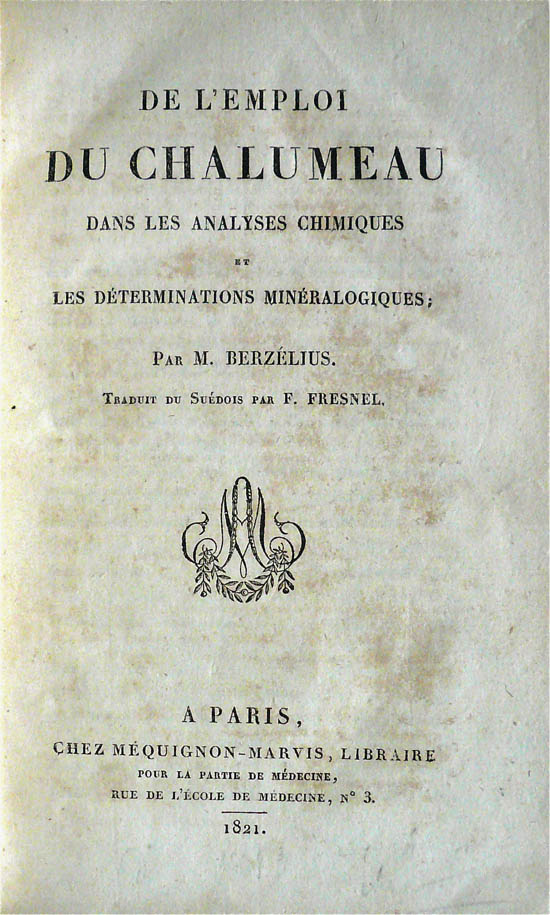 DE L'EMPLOI
DU CHALUMEAU
DANS LES ANALYSES CHIMIQUES
ET
LES DÉTERMINATIONS MINÉRALOGIQUES;
PAR M. BERZÉLIUS.
TRADUIT DU SUÉDOIS PAR F. FRESNEL.
A PARIS,
CHEZ MÉQUIGNON-MARVIS, LIBRAIRE
POUR LA PARTIE DE MÉDECINE,
RUE DE L'ÉCOLE DE MÉDECINE, N° 3.
1821.